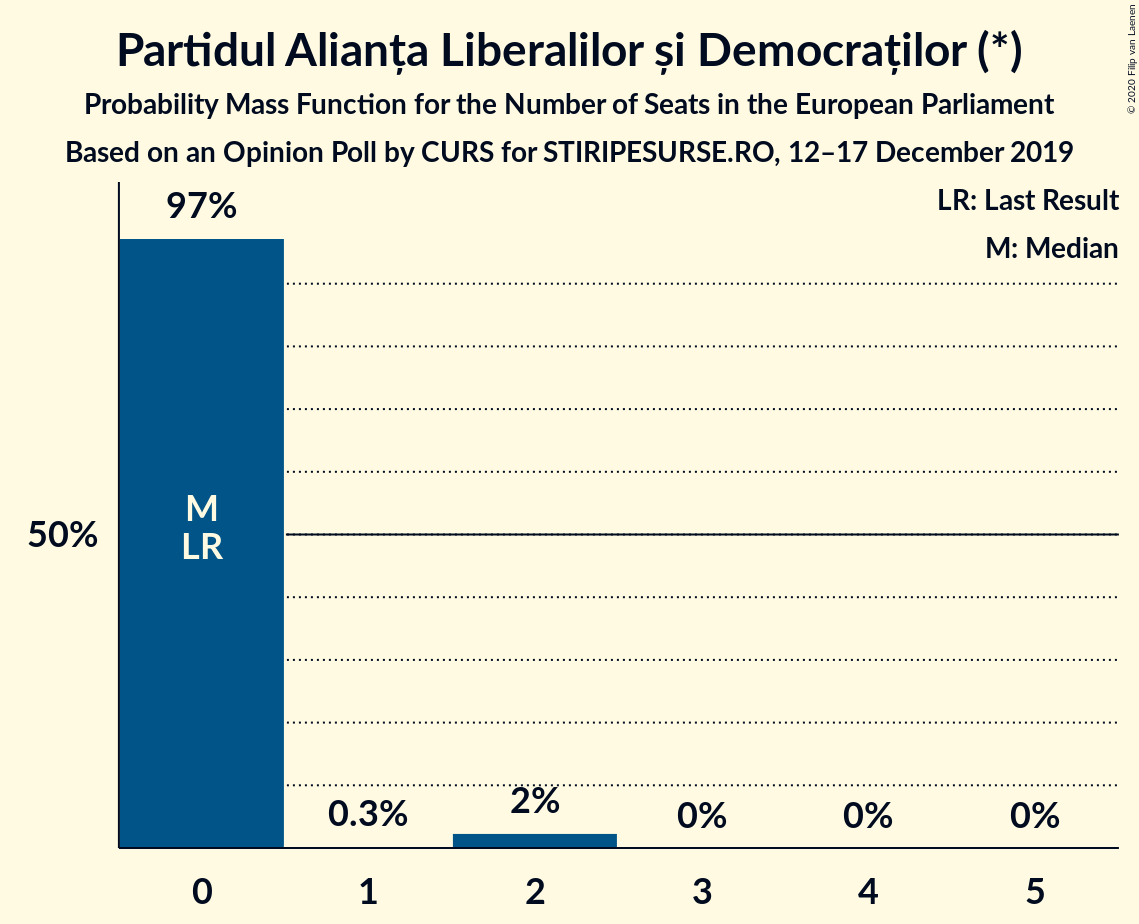 Partidul Alianța Liberalilor și Democraților (*)
Probability Mass Function for the Number of Seats in the European Parliament
Based on an Opinion Poll by CURS for STIRIPESURSE.RO, 12–17 December 2019
LR: Last Result
M: Median
97%
M
LR
50%
0.3%
2%
0%
0%
0%
0
1
2
3
4
5
© 2020 Filip van Laenen